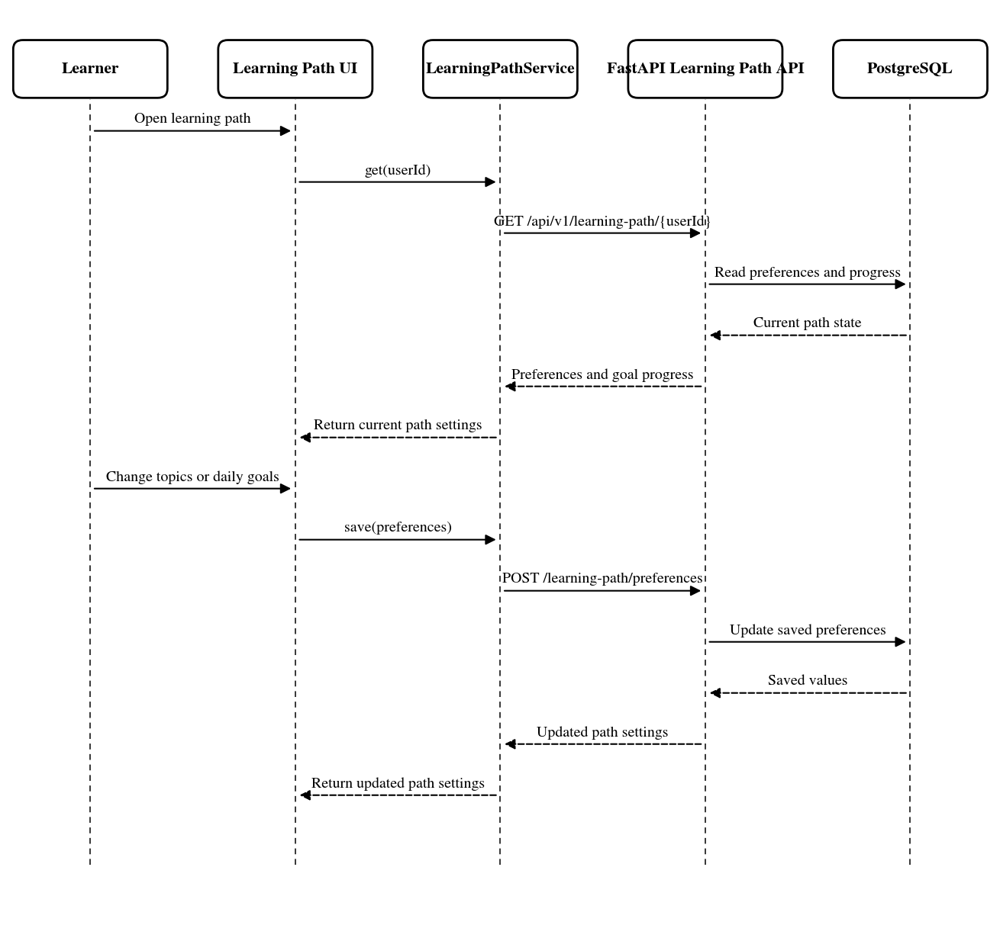 Learner
Learning Path UI
LearningPathService
FastAPI Learning Path API
PostgreSQL
Open learning path
get(userId)
GET /api/v1/learning-path/{userId}
Read preferences and progress
Current path state
Preferences and goal progress
Return current path settings
Change topics or daily goals
save(preferences)
POST /learning-path/preferences
Update saved preferences
Saved values
Updated path settings
Return updated path settings